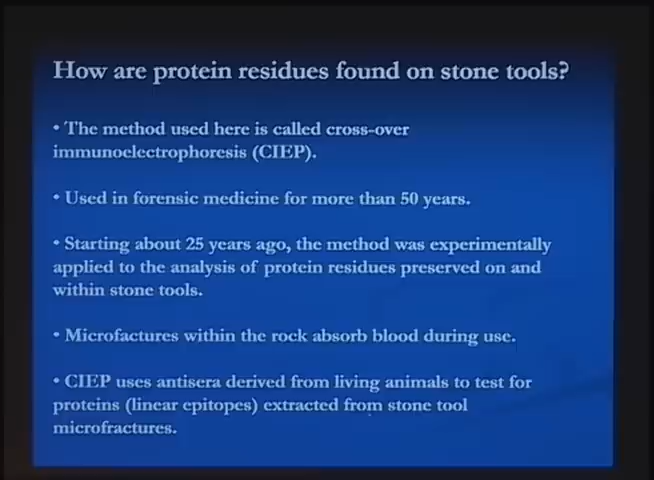 How are protein residues found on stone tools?
• The method used here is called cross-over
immunoelectrophoresis (CIEP).
• Used in forensic medicine for more than 50 years.
• Starting about 25 years ago, the method was experimentally
applied to the analysis of protein residues preserved on and
within stone tools.
• Microfactures within the rock absorb blood during use.
• CIEP uses antisera derived from living animals to test for
proteins (linear epitopes) extracted from stone tool
microfractures.